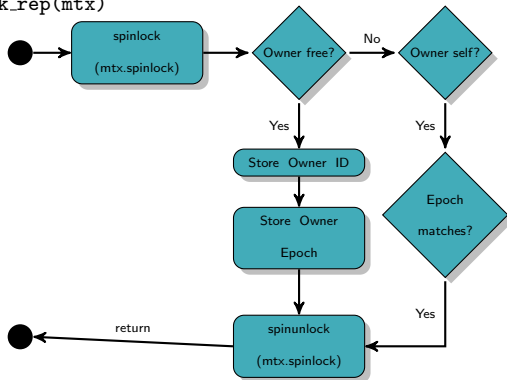 k_rep(mtx)
spinlock
(mtx.spinlock)
Owner free?
No
Owner self?
Yes
Yes
Store Owner ID
Store Owner
Epoch
Epoch
matches?
Yes
spinunlock
(mtx.spinlock)
return